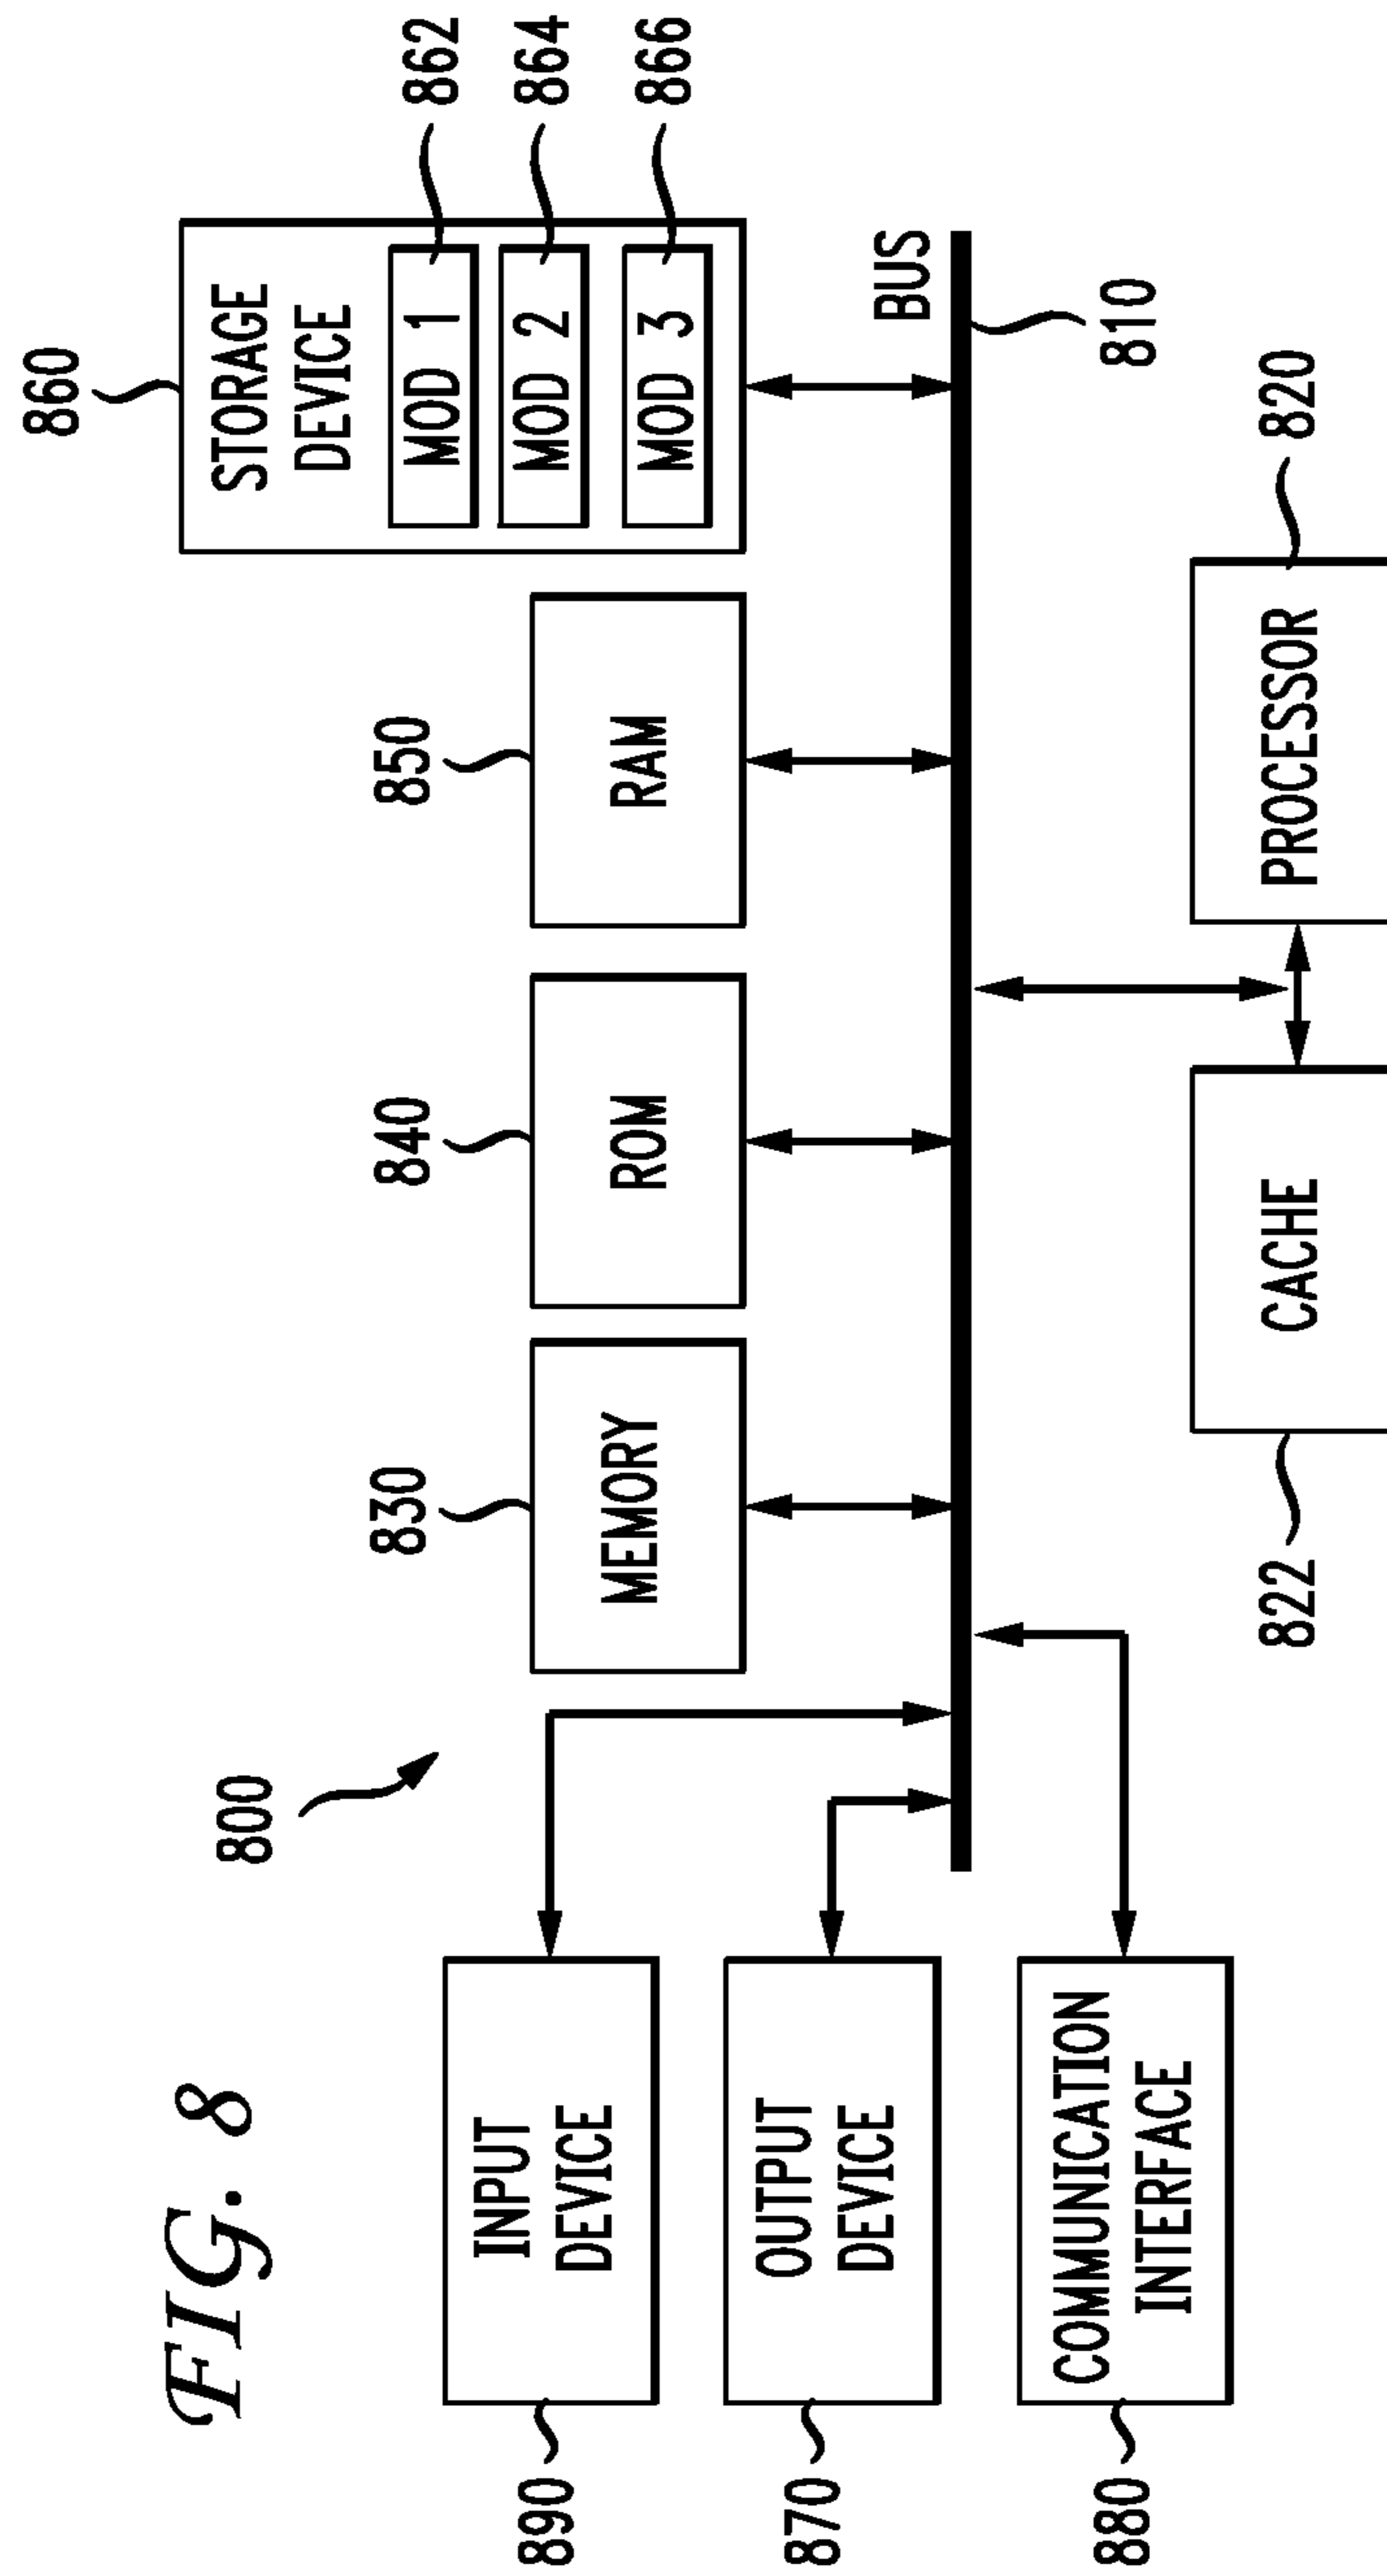 FIG. 8
800
860
STORAGE
DEVICE
MOD 1
862
MOD 2
864
MOD 3
866
830
MEMORY
840
ROM
850
RAM
890
INPUT
DEVICE
870
OUTPUT
DEVICE
880
COMMUNICATION
INTERFACE
BUS
810
822
CACHE
PROCESSOR
820